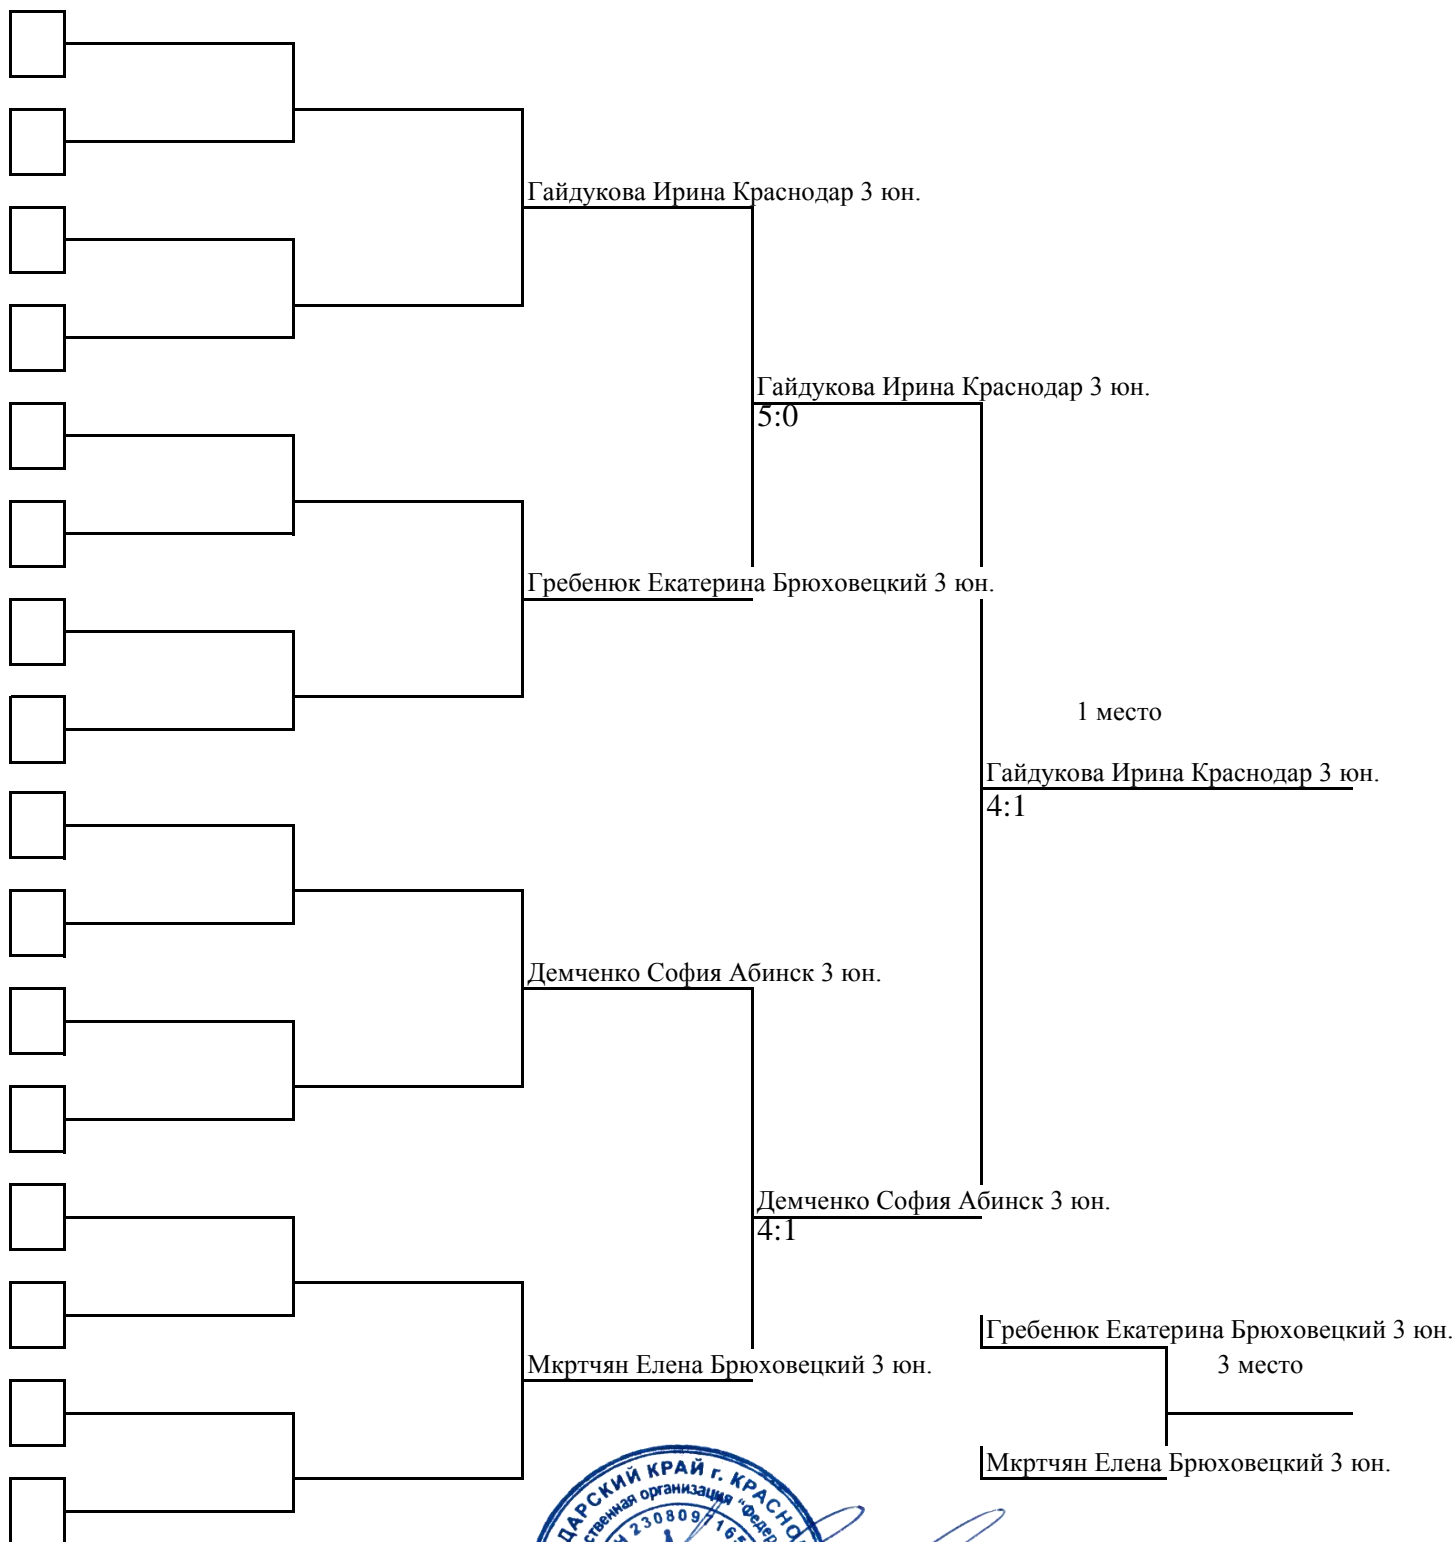 Гайдукова Ирина Краснодар 3 юн.
Гайдукова Ирина Краснодар 3 юн.
5:0
Гребенюк Екатерина Брюховецкий 3 юн.
1 место
Гайдукова Ирина Краснодар 3 юн.
4:1
Демченко София Абинск 3 юн.
Демченко София Абинск 3 юн.
4:1
Гребенюк Екатерина Брюховецкий 3 юн.
Мкртчян Елена Брюховецкий 3 юн.
3 место
Мкртчян Елена Брюховецкий 3 юн.
КРАЙ г.
организация